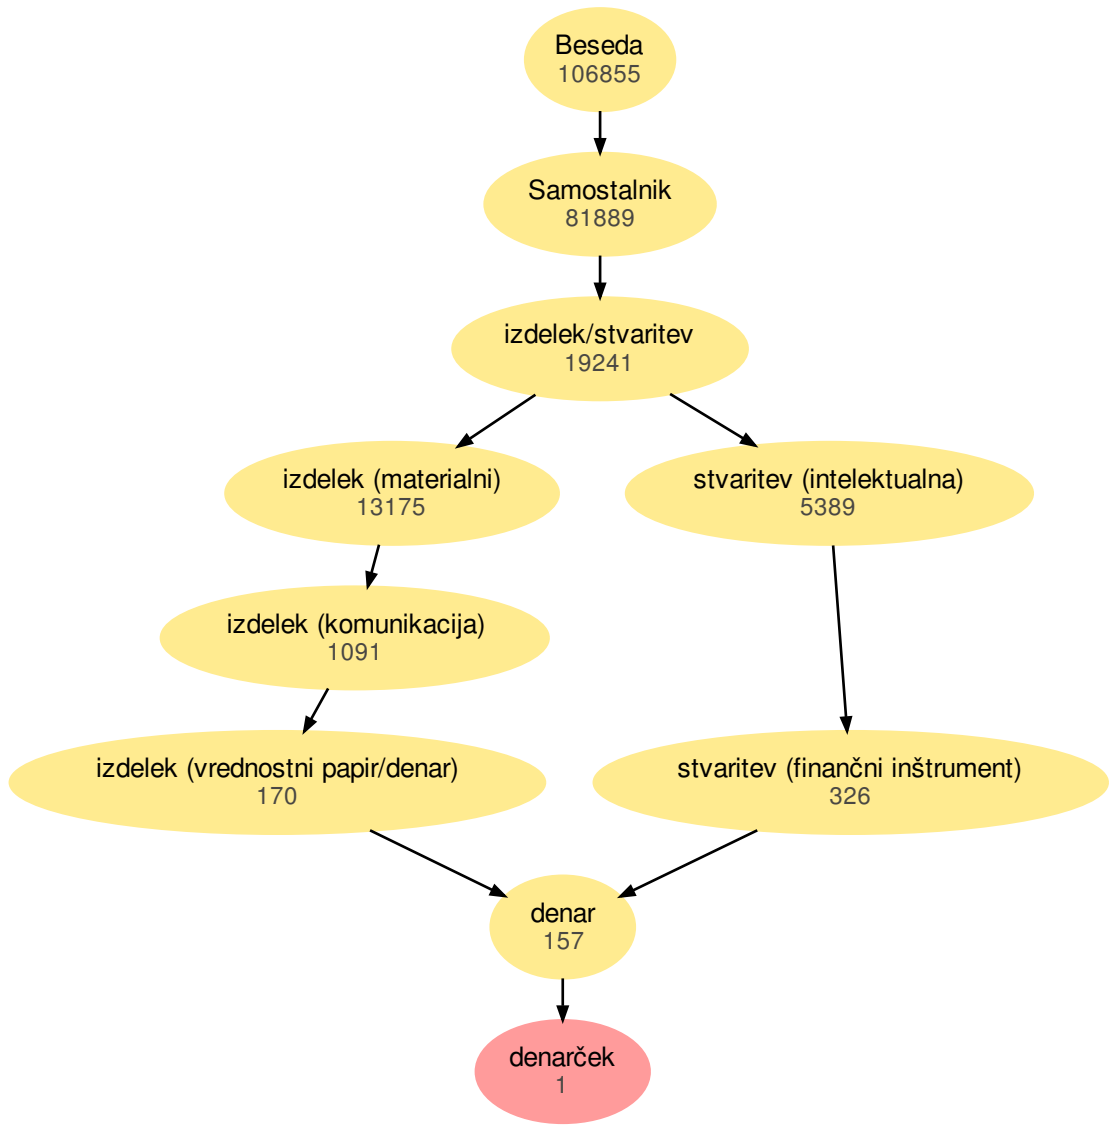 Beseda
106855
Samostalnik
81889
izdelek/stvaritev
19241
izdelek (materialni)
13175
stvaritev (intelektualna)
5389
izdelek (komunikacija)
1091
izdelek (vrednostni papir/denar)
170
stvaritev (finančni inštrument)
326
denar
157
denarček
1